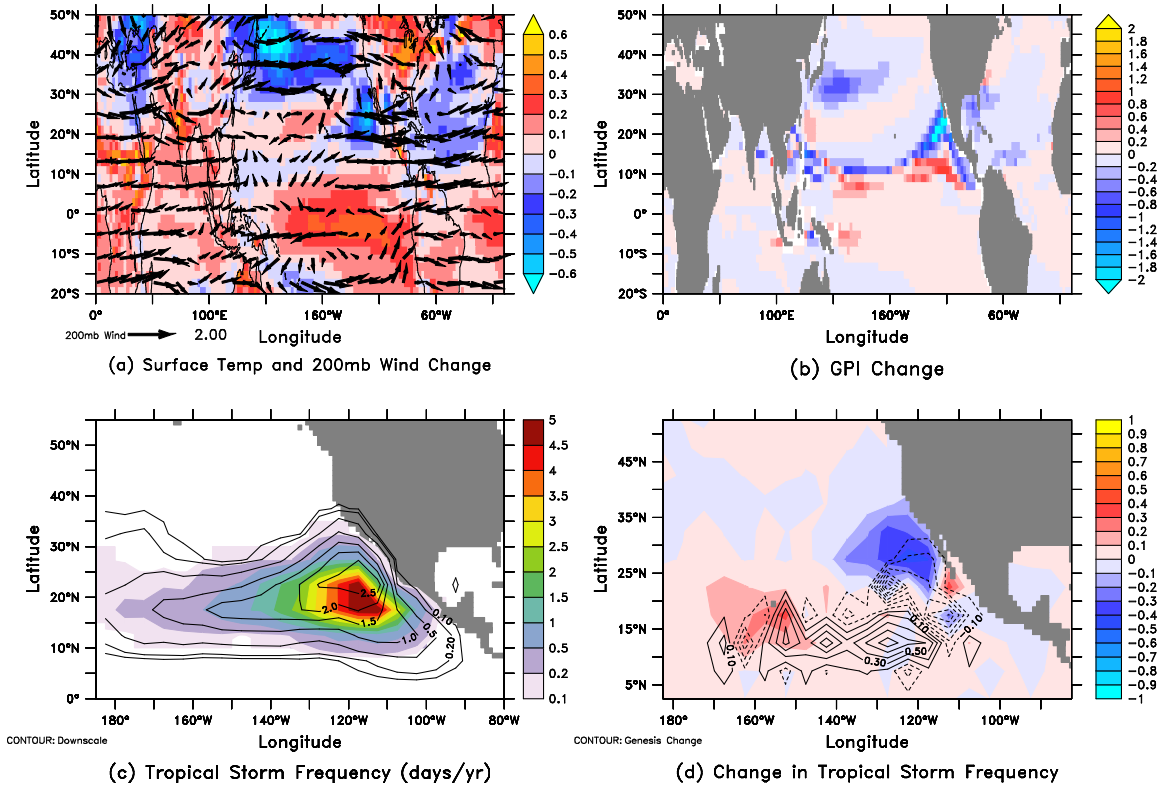 50°N
40°N
30°N
20°N
10°N
0°
10°S
20°S
Latitude
0°
100°E
160°W
60°W
0.6
0.5
0.4
0.3
0.2
0.1
0
-0.1
-0.2
-0.3
-0.4
-0.5
-0.6
200mb Wind
2.00
Longitude
(a) Surface Temp and 200mb Wind Change
50°N
40°N
30°N
20°N
10°N
0°
10°S
20°S
Latitude
0°
100°E
160°W
60°W
2
1.8
1.6
1.4
1.2
1
0.8
0.6
0.4
0.2
0
-0.2
-0.4
-0.6
-0.8
-1
-1.2
-1.4
-1.6
-1.8
-2
Longitude
(b) GPI Change
50°N
40°N
30°N
20°N
10°N
0°
Latitude
2.5
2.0
1.5
1.0
0.5
0.10
0.20
180°
160°W
140°W
120°W
100°W
80°W
5
4.5
4
3.5
3
2.5
2
1.5
1
0.5
0.2
0.1
CONTOUR: Downscale
Longitude
(c) Tropical Storm Frequency (days/yr)
45°N
35°N
25°N
15°N
5°N
Latitude
0.10
-0.10
0.10
0.50
0.30
180°
160°W
140°W
120°W
100°W
1
0.9
0.8
0.7
0.6
0.5
0.4
0.3
0.2
0.1
0
-0.1
-0.2
-0.3
-0.4
-0.5
-0.6
-0.7
-0.8
-0.9
-1
CONTOUR: Genesis Change
Longitude
(d) Change in Tropical Storm Frequency